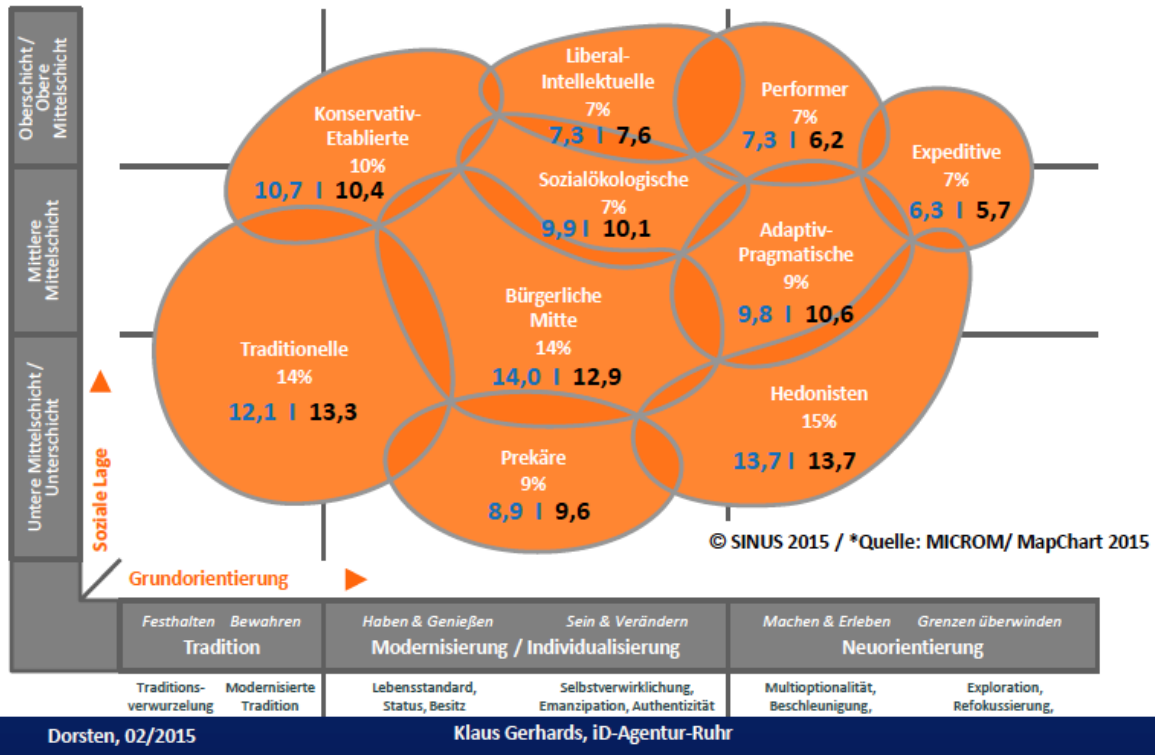 Oberschicht /
Obere
Mittelschicht
Mittlere
Mittelschicht
Untere Mittelschicht /
Unterschicht
Soziale Lage
Liberal-
Intellektuelle
7%
7,3 I 7,6
Performer
7%
7,3 I 6,2
Konservativ-
Etablierte
10%
10,7 I 10,4
Expeditive
7%
6,3 I 5,7
Sozialökologische
7%
9,9 I 10,1
Adaptiv-
Pragmatische
9%
9,8 I 10,6
Bürgerliche
Mitte
14%
14,0 I 12,9
Traditionelle
14%
12,1 I 13,3
Hedonisten
15%
13,7 I 13,7
Prekäre
9%
8,9 I 9,6
© SINUS 2015 / *Quelle: MICROM/ MapChart 2015
Grundorientierung
Festhalten Bewahren
Tradition
Haben & Genießen Sein & Verändern
Modernisierung / Individualisierung
Machen & Erleben Grenzen überwinden
Neuorientierung
Traditions-
verwurzelung
Modernisierte
Tradition
Lebensstandard,
Status, Besitz
Selbstverwirklichung,
Emanzipation, Authentizität
Multioptionalität,
Beschleunigung,
Exploration,
Refokussierung,
Dorsten, 02/2015
Klaus Gerhards, iD-Agentur-Ruhr